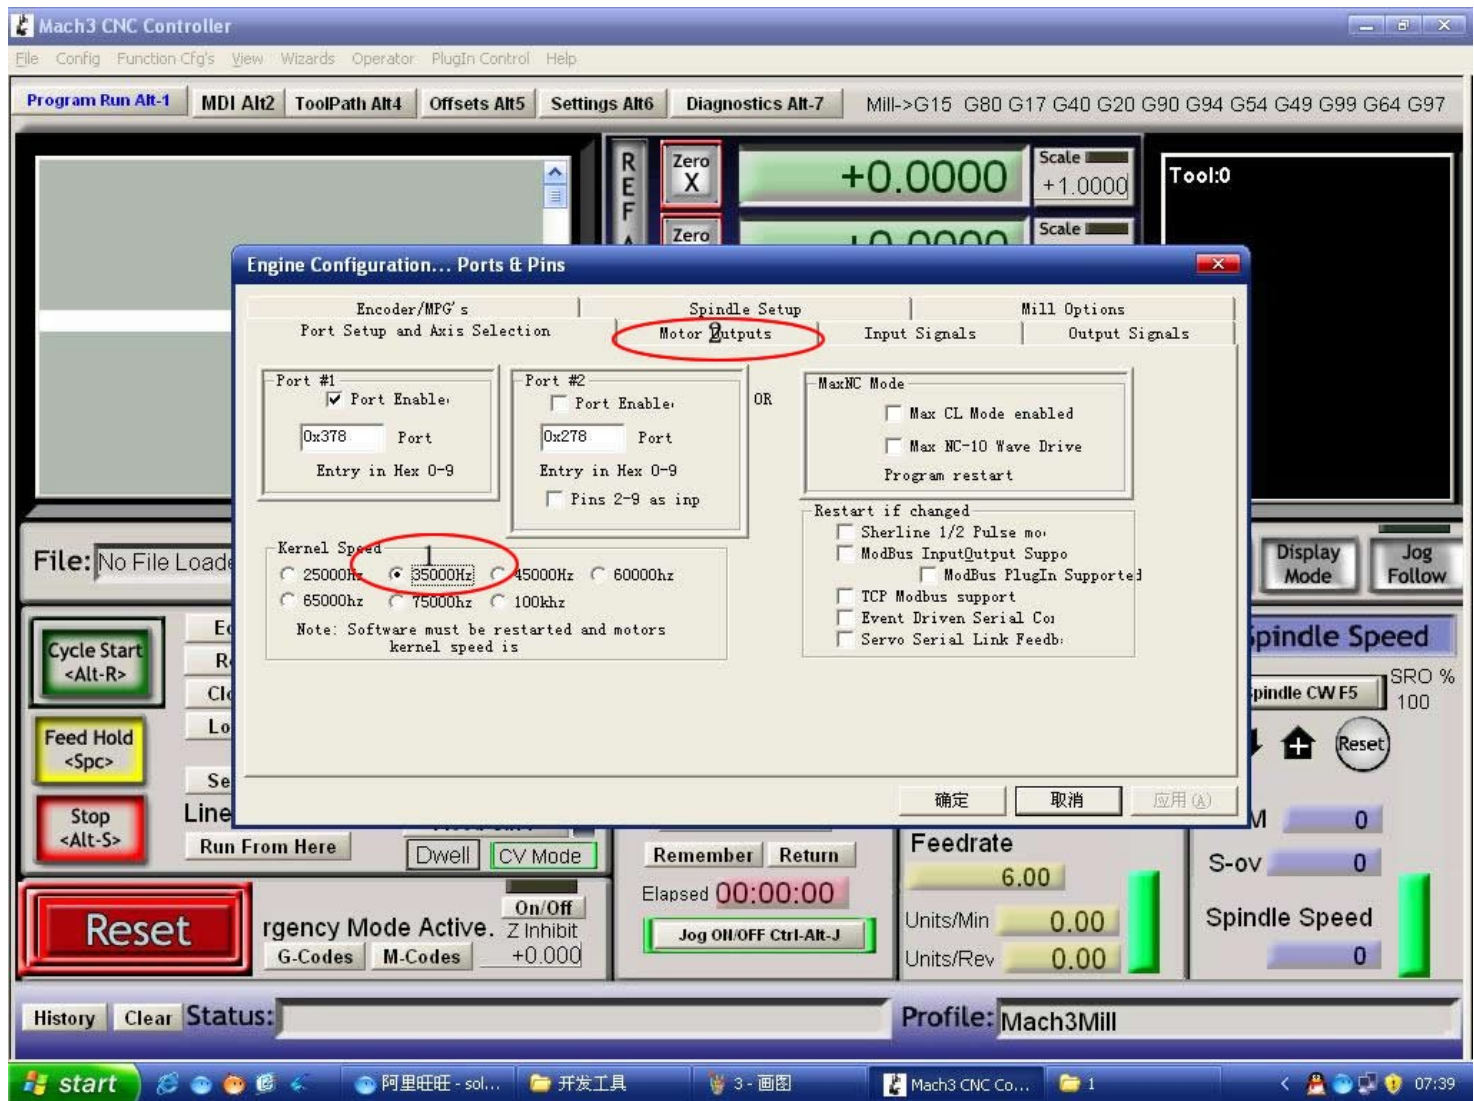 Mach3 CNC Controller
File Config Function Cfg's View Wizards Operator PlugIn Control Help
Program Run Alt-1 MDI Alt2 ToolPath Alt4 Offsets Alt5 Settings Alt6 Diagnostics Alt-7 Mill->G15 G80 G17 G40 G20 G90 G94 G54 G49 G99 G64 G97
REF
Zero X +0.0000 Scale +1.0000
Tool:0
Zero +0.0000 Scale
Engine Configuration... Ports & Pins
Encoder/MPG's Spindle Setup Mill Options
Port Setup and Axis Selection Motor Outputs Input Signals Output Signals
2
Port #1
Port Enable
0x378 Port
Entry in Hex 0-9
Port #2
Port Enable
0x278 Port
Entry in Hex 0-9
Pins 2-9 as inp
OR
MaxNC Mode
Max CL Mode enabled
Max NC-10 Wave Drive
Program restart
Restart if changed
Sherline 1/2 Pulse mo
ModBus InputOutput Suppo
ModBus PlugIn Supported
TCP Modbus support
Event Driven Serial Co
Servo Serial Link Feedb
Kernel Speed
1
25000Hz 35000Hz 45000Hz 60000hz
65000hz 75000hz 100khz
Note: Software must be restarted and motors
kernel speed is
确定 取消 应用(A)
File: No File Loade
Display Mode
Jog Follow
Cycle Start
<Alt-R>
Feed Hold
<Spc>
Stop
<Alt-S>
Ed
Re
Clo
Lo
Se
Line
Run From Here
Dwell CV Mode
pindle Speed
pindle CW F5
SRO %
100
Reset
Remember Return
Elapsed 00:00:00
Jog ON/OFF Ctrl-Alt-J
Feedrate
6.00
Units/Min 0.00
Units/Rev 0.00
M 0
S-ov 0
Spindle Speed
0
Reset
rgency Mode Active.
G-Codes M-Codes
On/Off
Z Inhibit
+0.000
History Clear Status:
Profile: Mach3Mill
start 阿里旺旺 - sol... 开发工具 3 - 画图 Mach3 CNC Co... 1 07:39